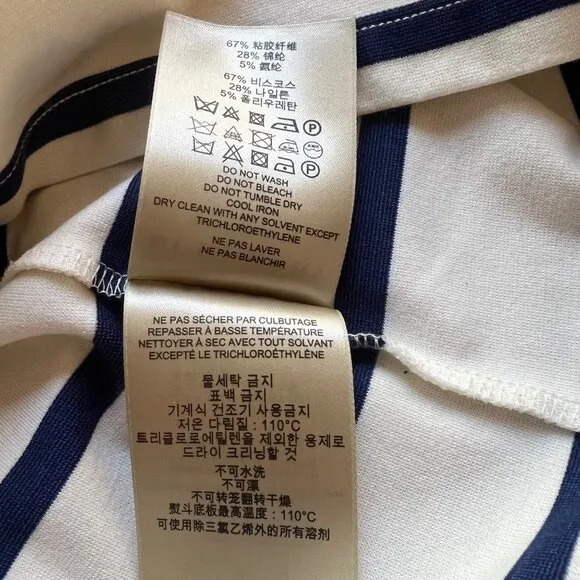 67% 粘胶纤维
28% 锦纶
5% 氨纶
67% 비스코스
28% 나일론
5% 폴리우레탄
DO NOT WASH
DO NOT BLEACH
DO NOT TUMBLE DRY
COOL IRON
DRY CLEAN WITH ANY SOLVENT EXCEPT
TRICHLOROETHYLENE
NE PAS LAVER
NE PAS BLANCHIR
NE PAS SÉCHER PAR CULBUTAGE
REPASSER À BASSE TEMPÉRATURE
NETTOYER À SEC AVEC TOUT SOLVANT
EXCEPTÉ LE TRICHLOROÉTHYLÈNE
물세탁 금지
표백 금지
기계식 건조기 사용금지
저온 다림질 : 110°C
트리클로로에틸렌을 제외한 용제로
드라이 크리닝할 것
不可水洗
不可漂
不可转笼翻转干燥
熨斗底板最高温度 : 110°C
可使用除三氯乙烯外的所有溶剂